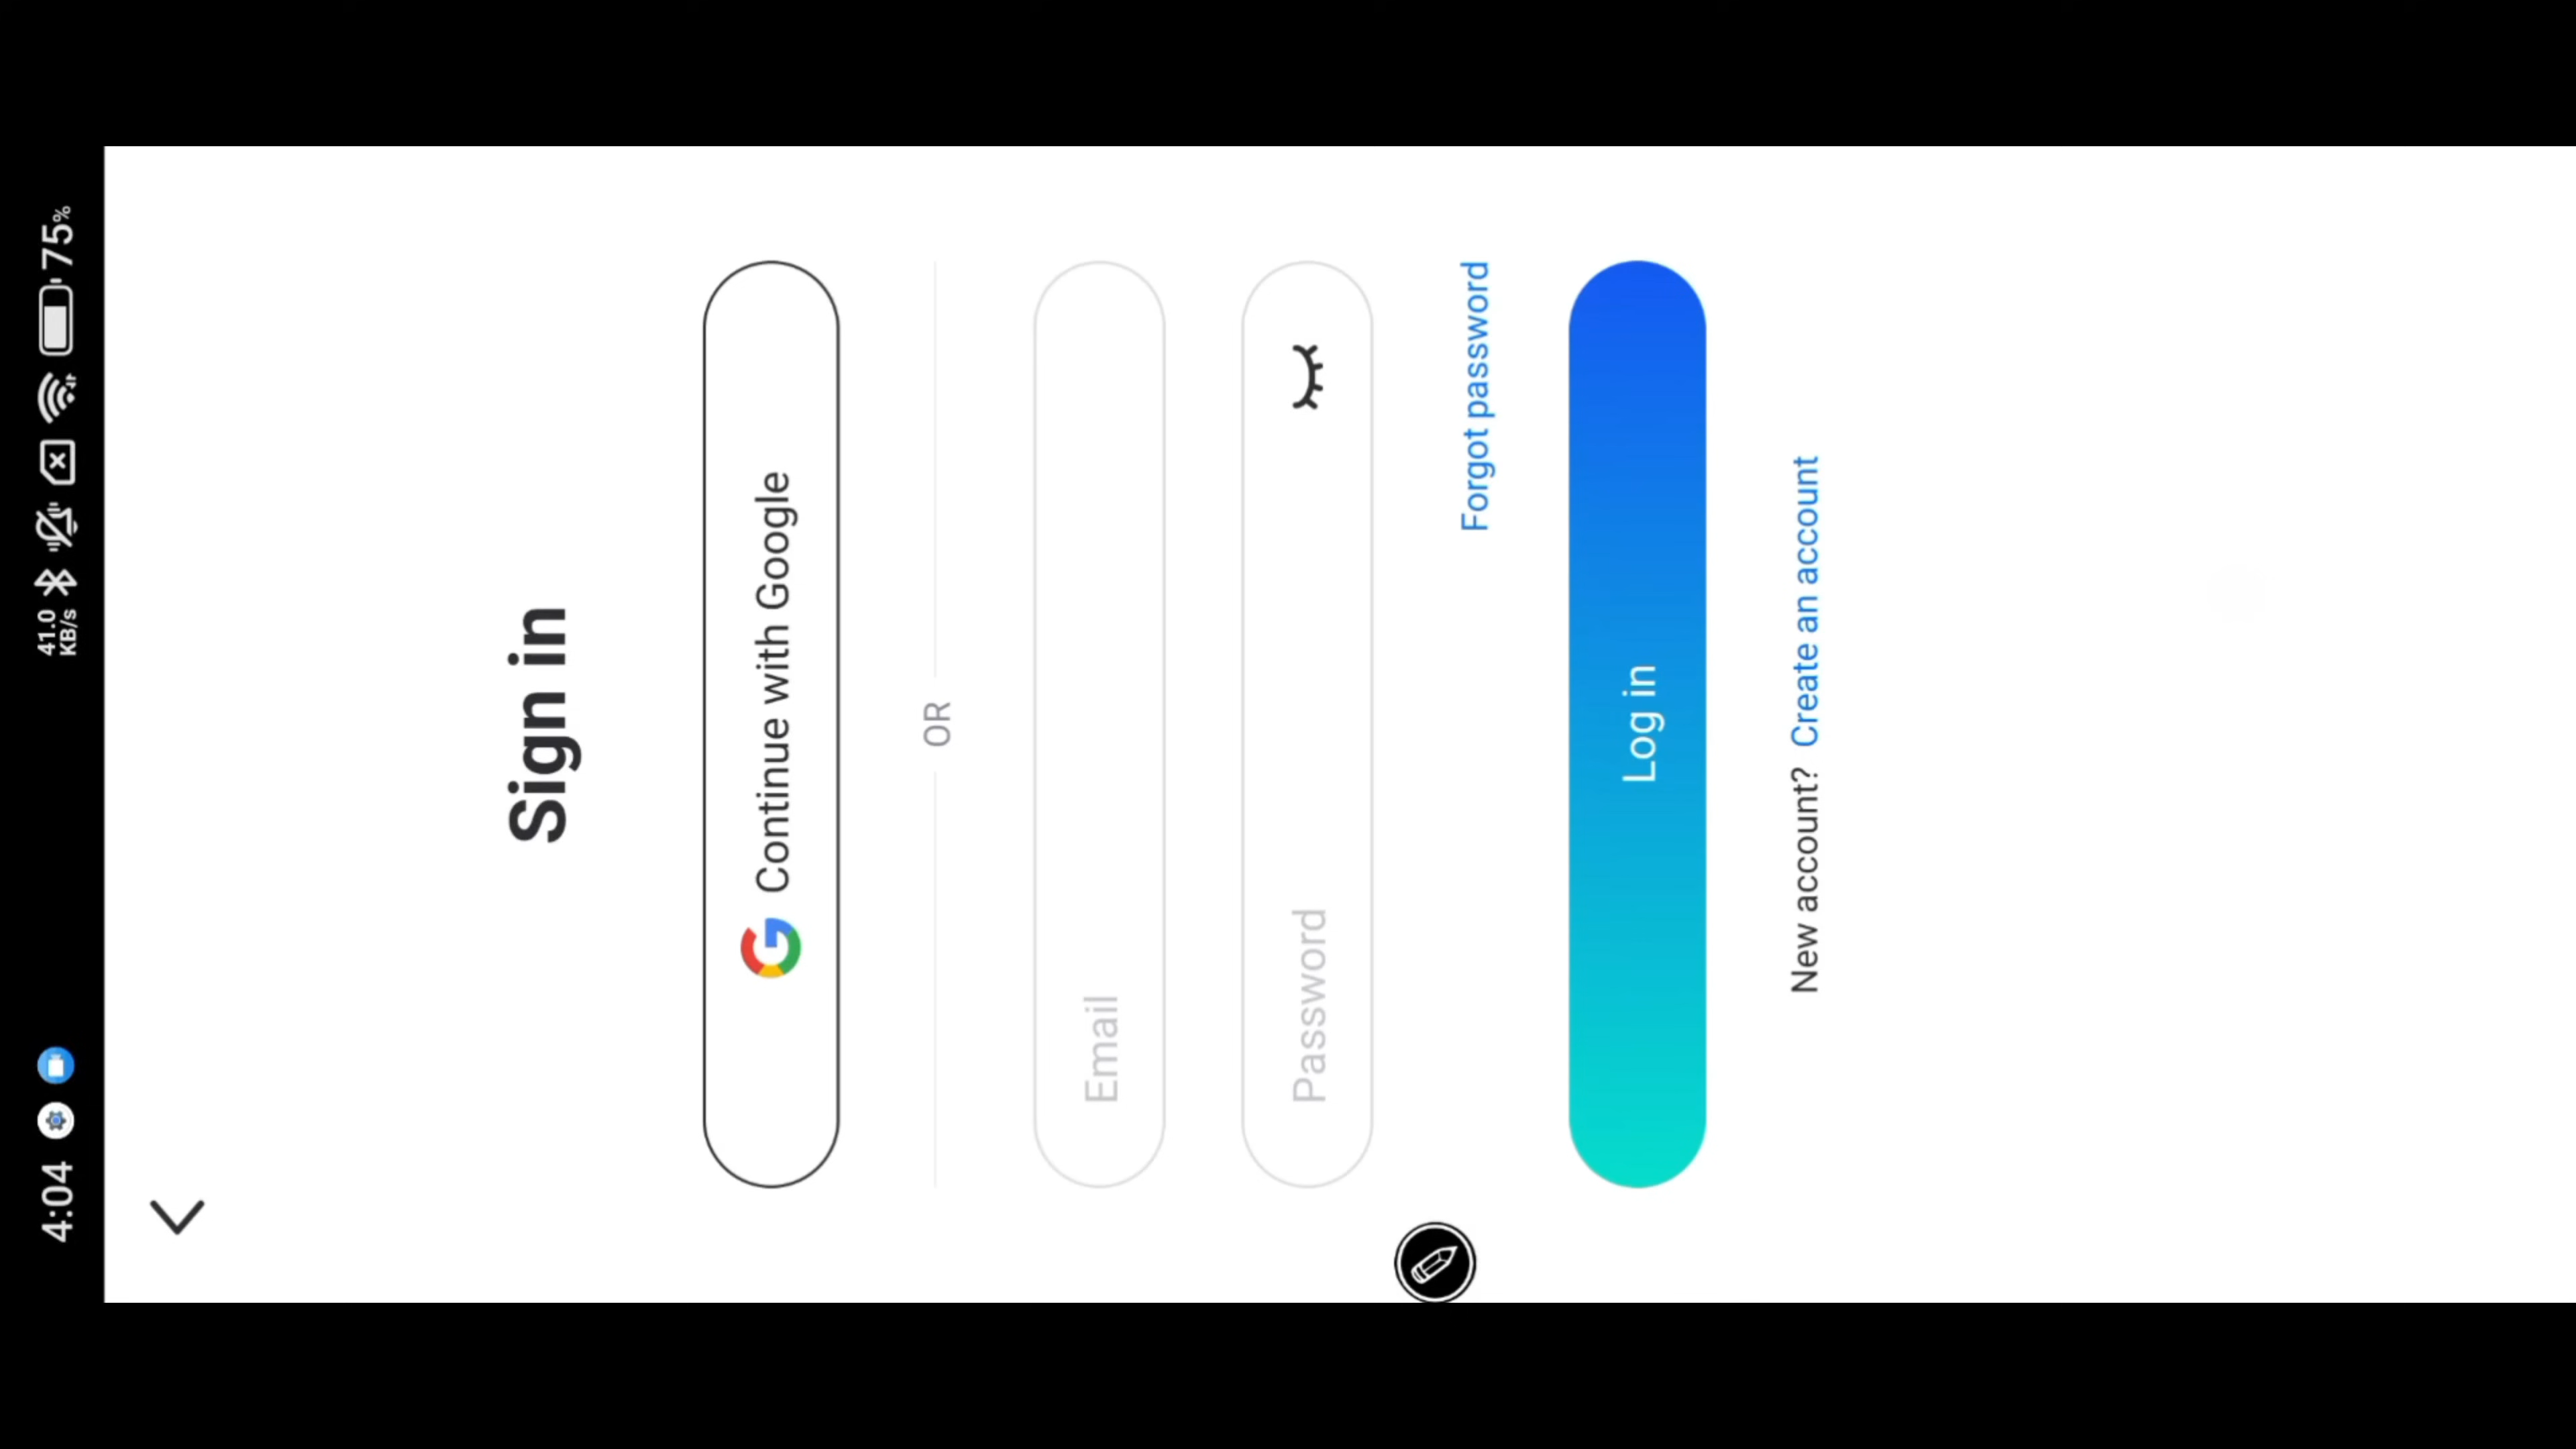 4:04
41.0
KB/s
75%
Sign in
Continue with Google
OR
Email
Password
Forgot password
Log in
New account? Create an account